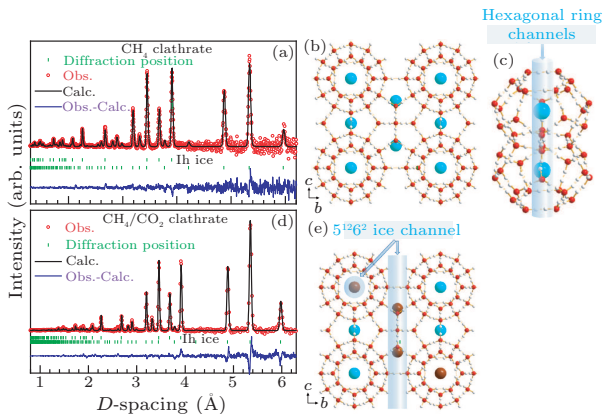 Hexagonal ring
channels
(a)
CH₄ clathrate
Diffraction position
Obs.
Calc.
Obs.-Calc.
Ih ice
(b)
c
b
(c)
Intensity (arb. units)
(d)
CH₄/CO₂ clathrate
Obs.
Diffraction position
Calc.
Obs.-Calc.
Ih ice
1 2 3 4 5 6
D-spacing (Å)
(e)
5¹²6² ice channel
c
b